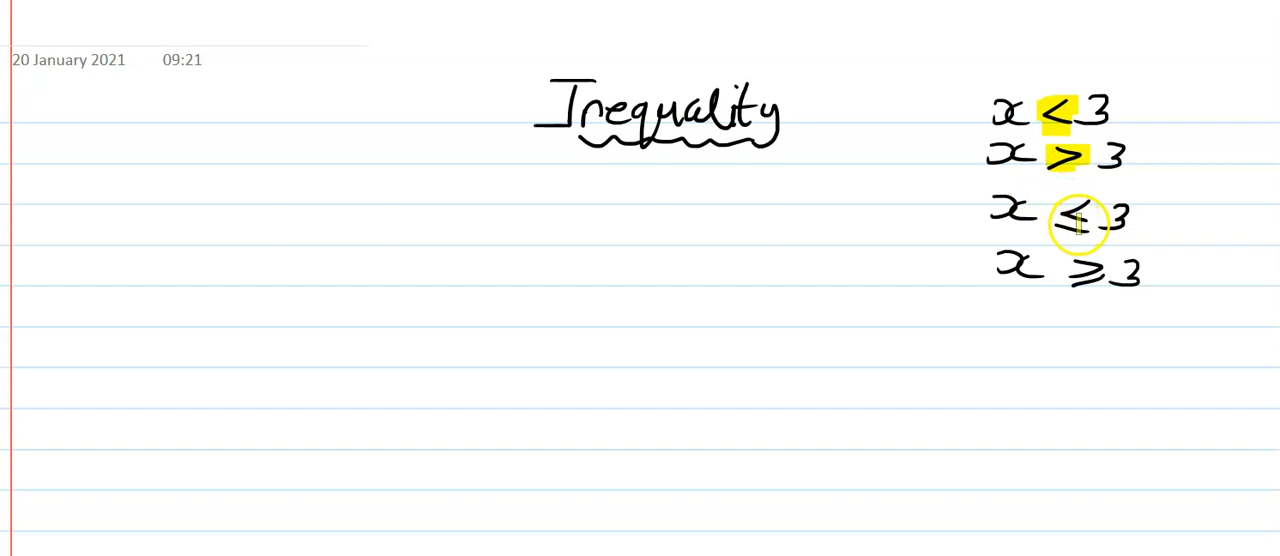 20 January 2021 09:21
Inequality
x < 3
x > 3
x ≤ 3
x ≥ 3